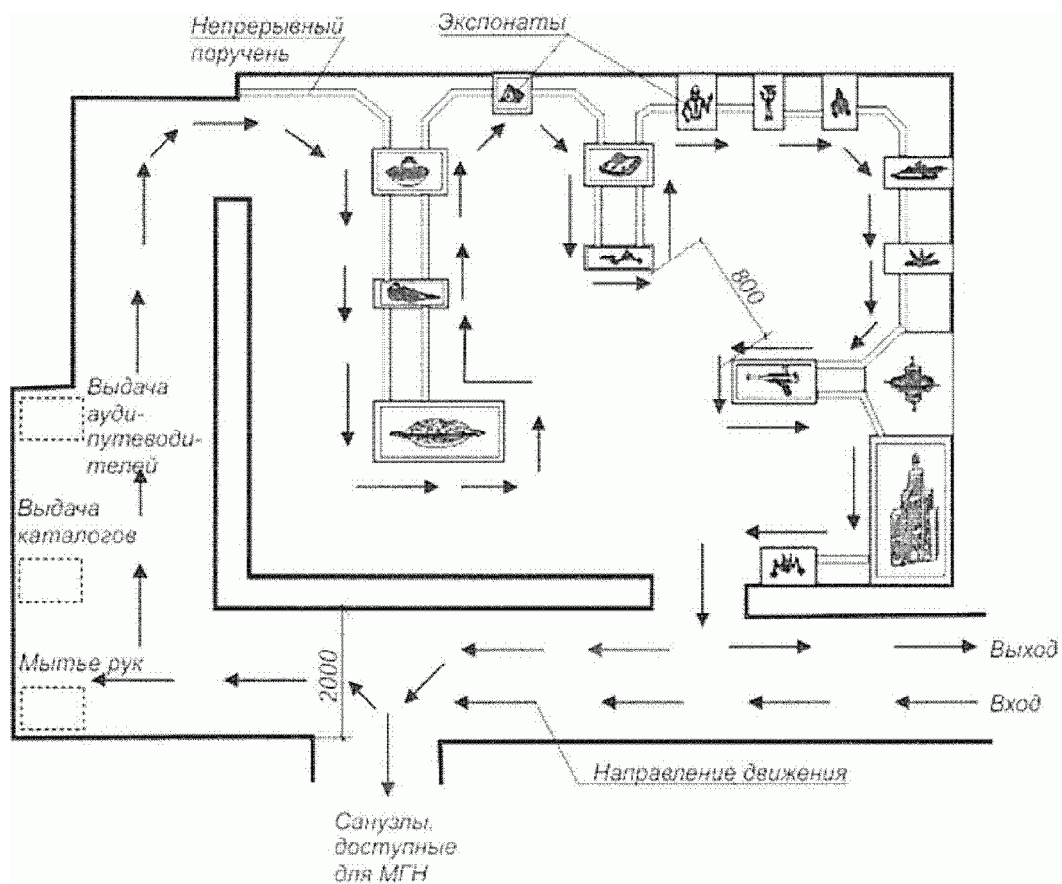 Непрерывный
поручень
Экспонаты
800
Выдача
ауди-
путеводи-
телей
Выдача
каталогов
Мытье рук
2000
Выход
Вход
Направление движения
Санузлы,
доступные
для МГН